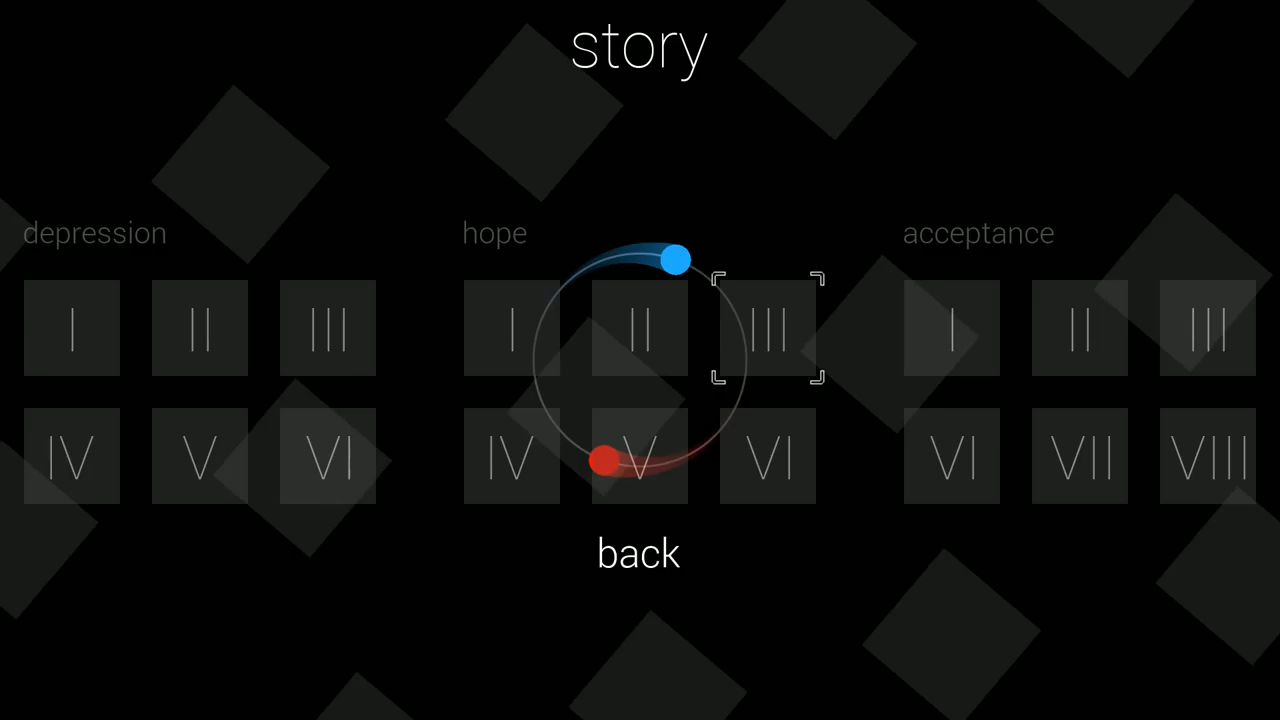 story
depression hope acceptance
I II III I II III I II III
IV V VI IV V VI VI VII VIII
back